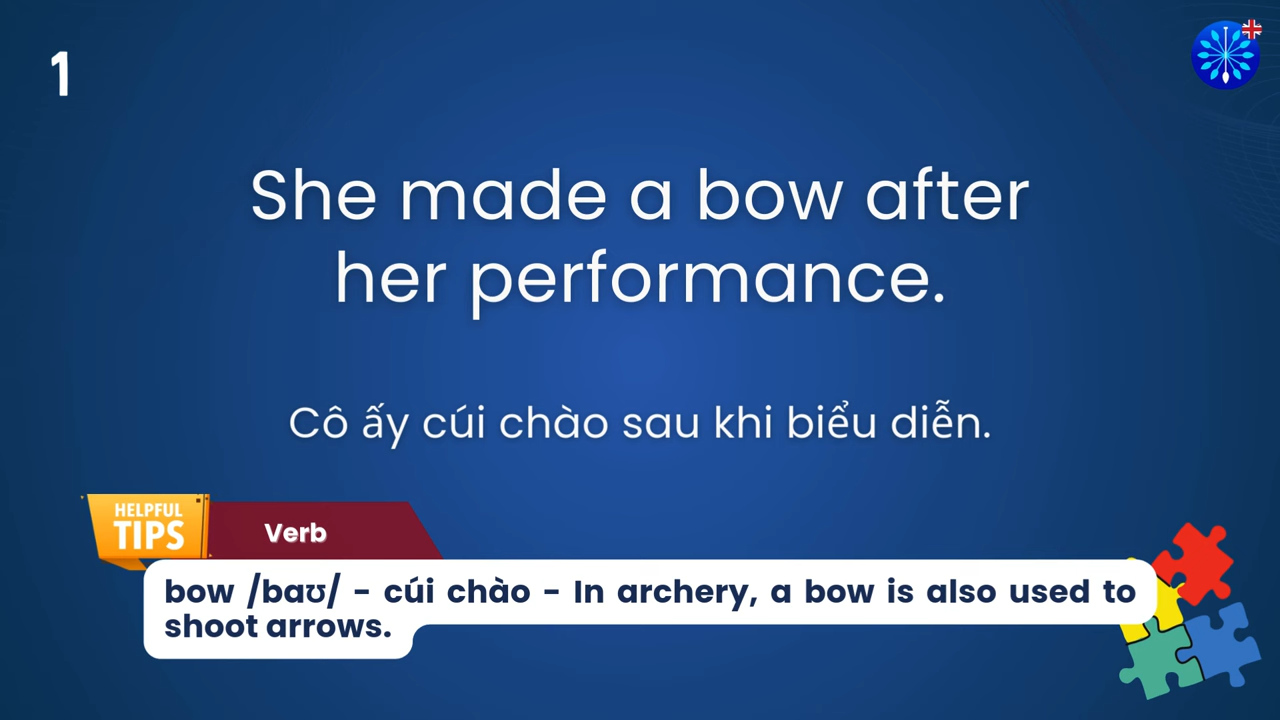 1
She made a bow after
her performance.
Cô ấy cúi chào sau khi biểu diễn.
HELPFUL
TIPS
Verb
bow /baʊ/ - cúi chào - In archery, a bow is also used to
shoot arrows.